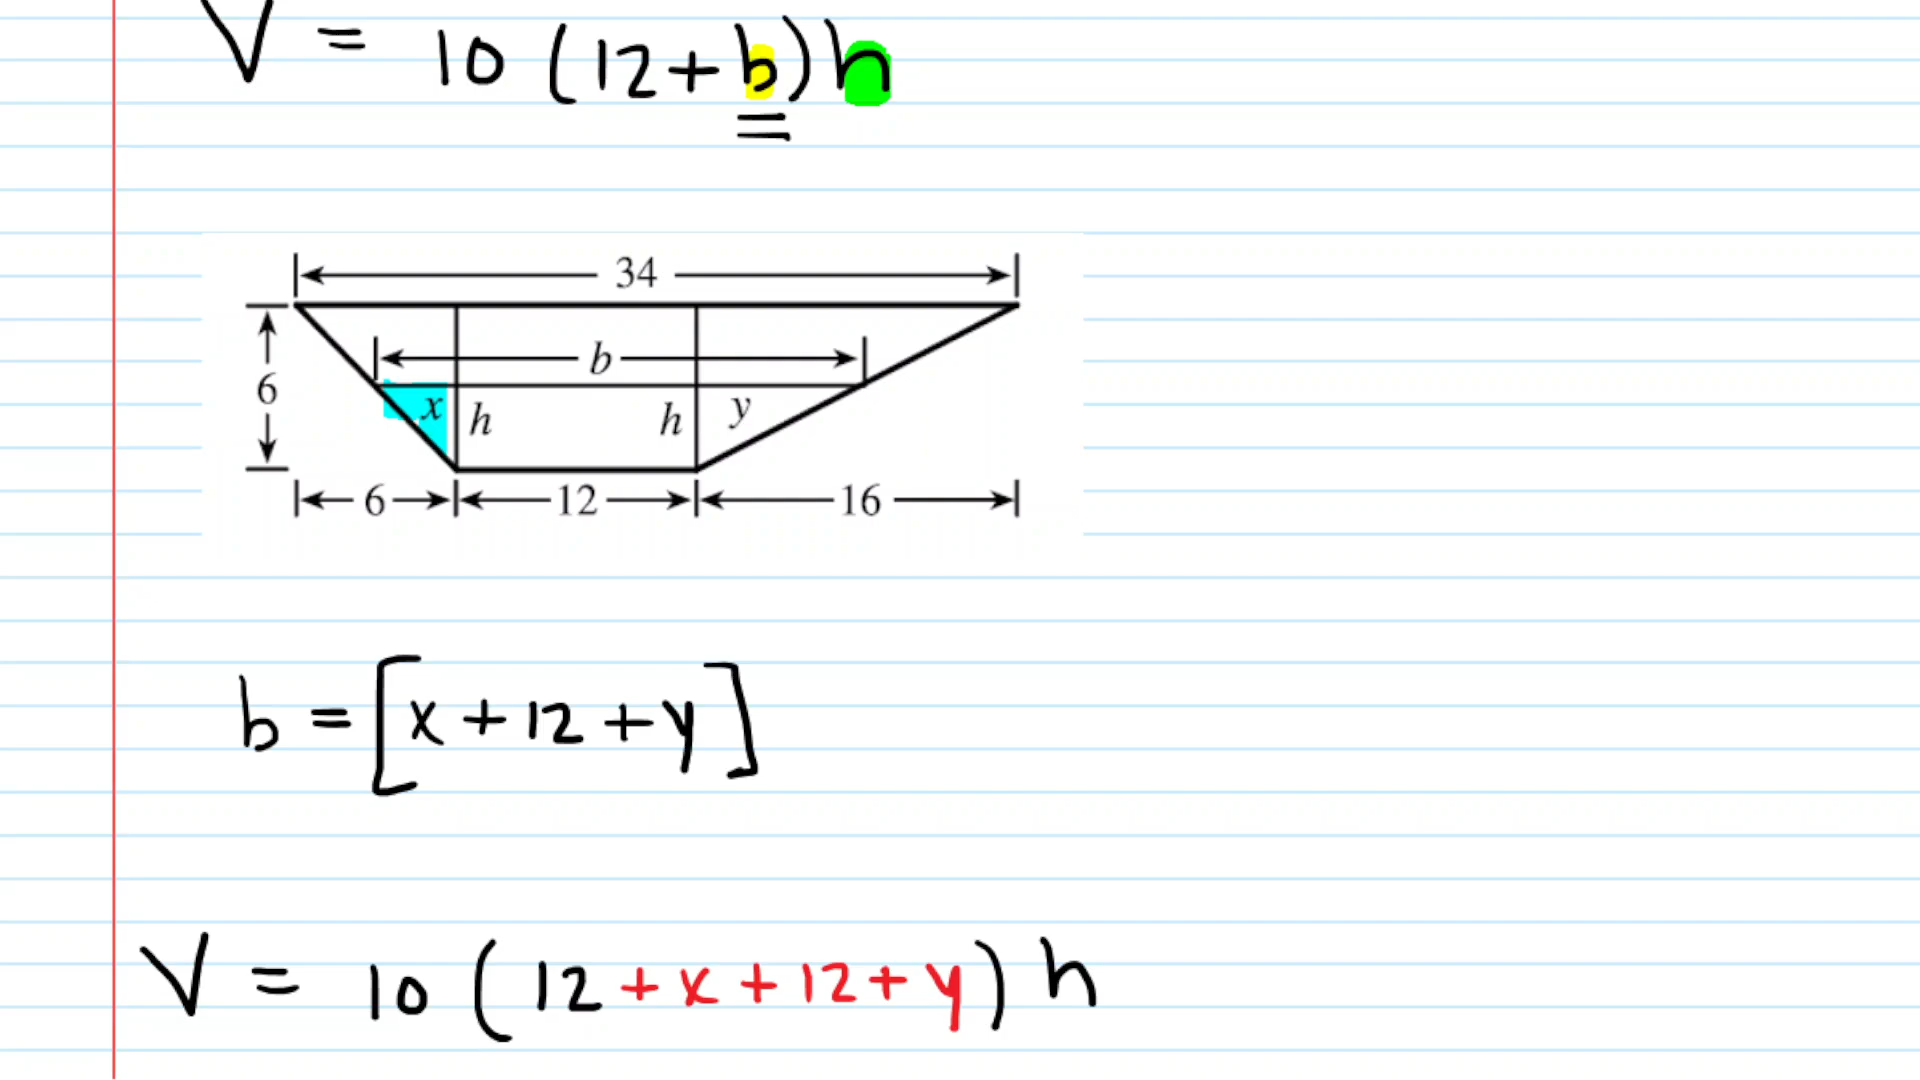 V = 10 (12+b)h
34
b
6
x h h y
6 12 16
b = [x + 12 + y]
V = 10 (12 + x + 12 + y) h